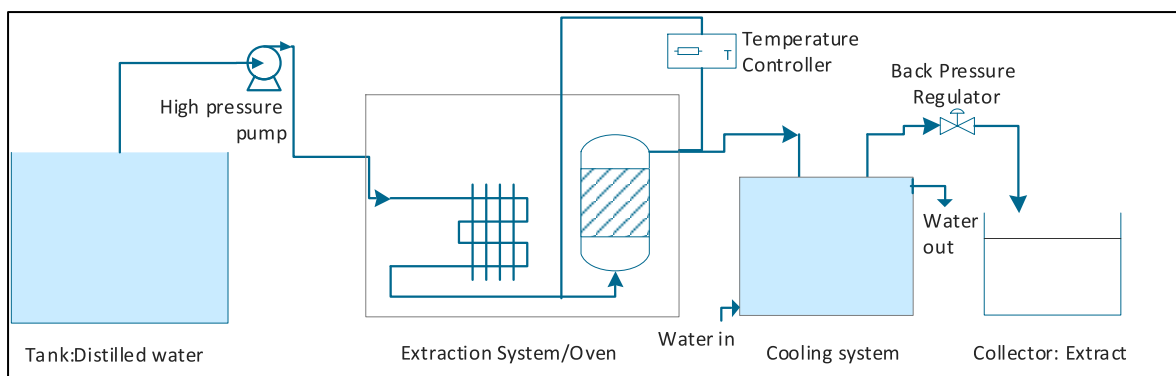 Temperature
Controller
T
Back Pressure
Regulator
High pressure
pump
Water
out
Water in
Tank:Distilled water
Extraction System/Oven
Cooling system
Collector: Extract